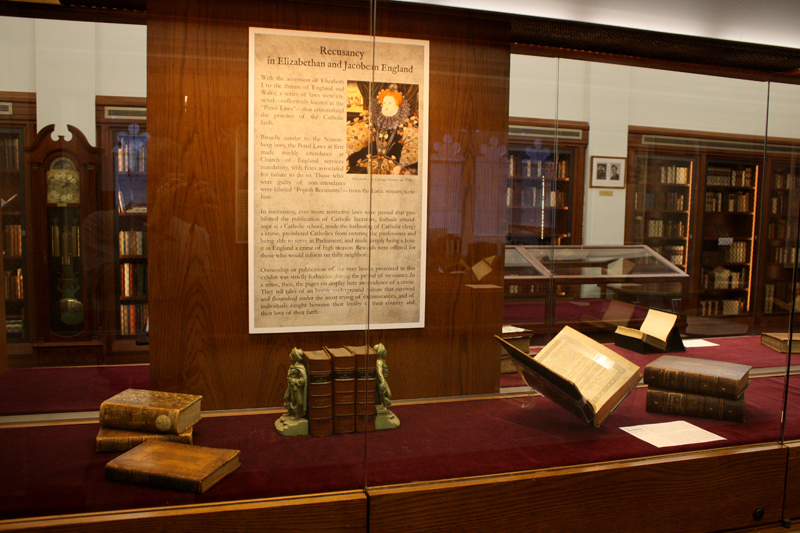 Recusancy
in Elizabethan and Jacobean England
With the accession of Elizabeth
I to the throne of England and
Wales, a series of laws were en-
acted—collectively known as the
"Penal Laws"—that criminalized
the practice of the Catholic
faith.
Broadly similar to the Nurem-
berg laws, the Penal Laws at first
made weekly attendance at
Church of England services
mandatory, with fines associated
for failure to do so. Those who
were guilty of non-attendance
were labeled "Popish Recusants"—from the Latin recusare, to re-
fuse.
In succession, ever more restrictive laws were passed that pro-
hibited the publication of Catholic literature, forbade attend-
ance at a Catholic school, made the harboring of Catholic clergy
a crime, prohibited Catholics from entering the professions and
being able to serve in Parliament, and made simply being a Jesu-
it in England a crime of high treason. Rewards were offered for
those who would inform on their neighbors.
Ownership or publication of the very books presented in this
exhibit was strictly forbidden during the period of recusancy. In
a sense, then, the pages on display here are evidence of a crime.
They tell tales of an heroic underground culture that survived
and flourished under the most trying of circumstances, and of
individuals caught between their loyalty to their country and
their love of their faith.